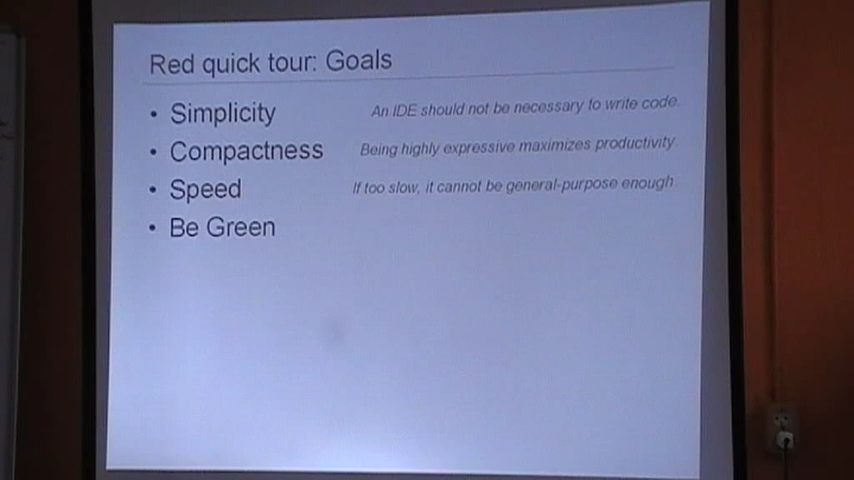 Red quick tour: Goals
• Simplicity An IDE should not be necessary to write code.
• Compactness Being highly expressive maximizes productivity
• Speed If too slow, it cannot be general-purpose enough
• Be Green